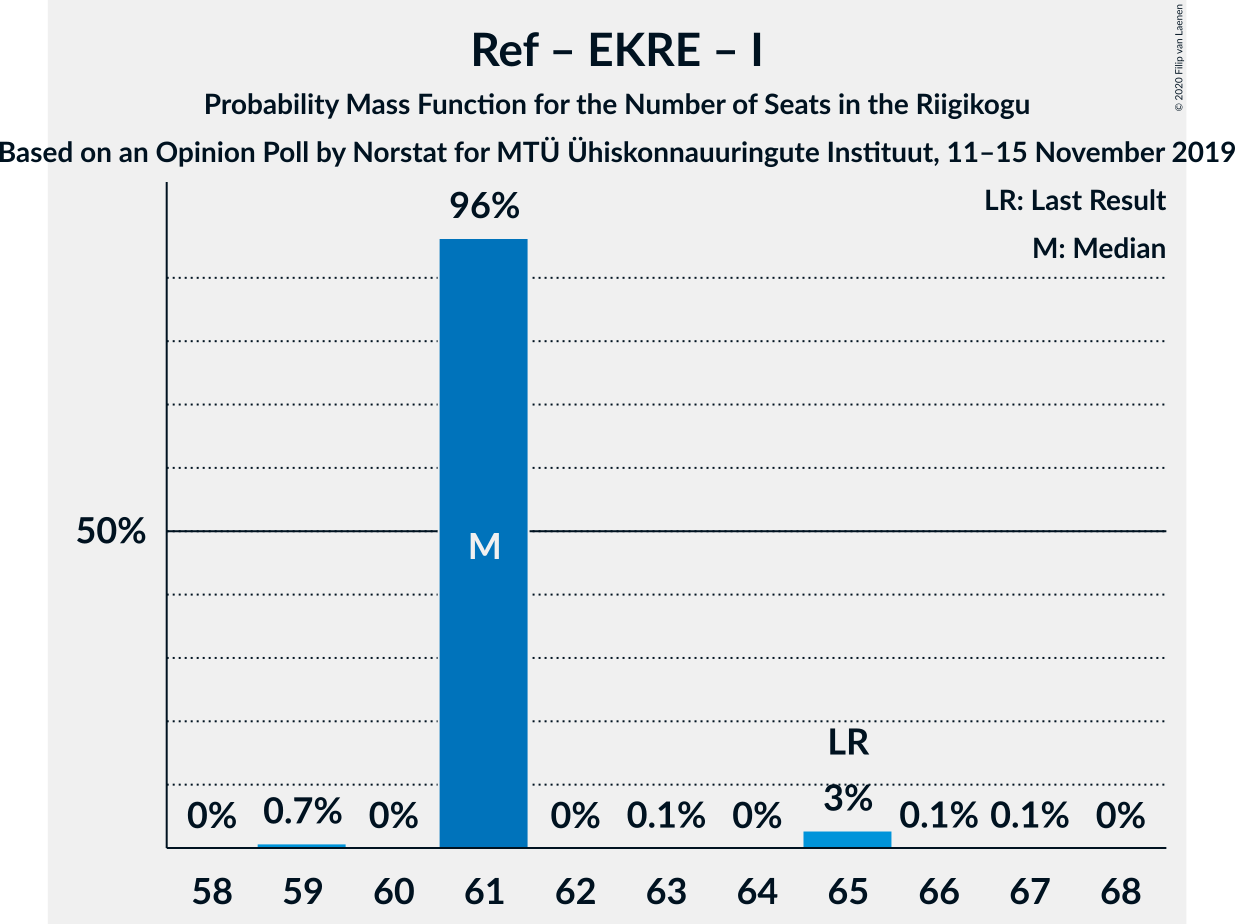 Ref – EKRE – I
Probability Mass Function for the Number of Seats in the Riigikogu
Based on an Opinion Poll by Norstat for MTÜ Ühiskonnauuringute Instituut, 11–15 November 2019
© 2020 Filip van Laenen
LR: Last Result
M: Median
96%
50%
M
LR
0% 0.7% 0% 0% 0.1% 0% 3% 0.1% 0.1% 0%
58 59 60 61 62 63 64 65 66 67 68